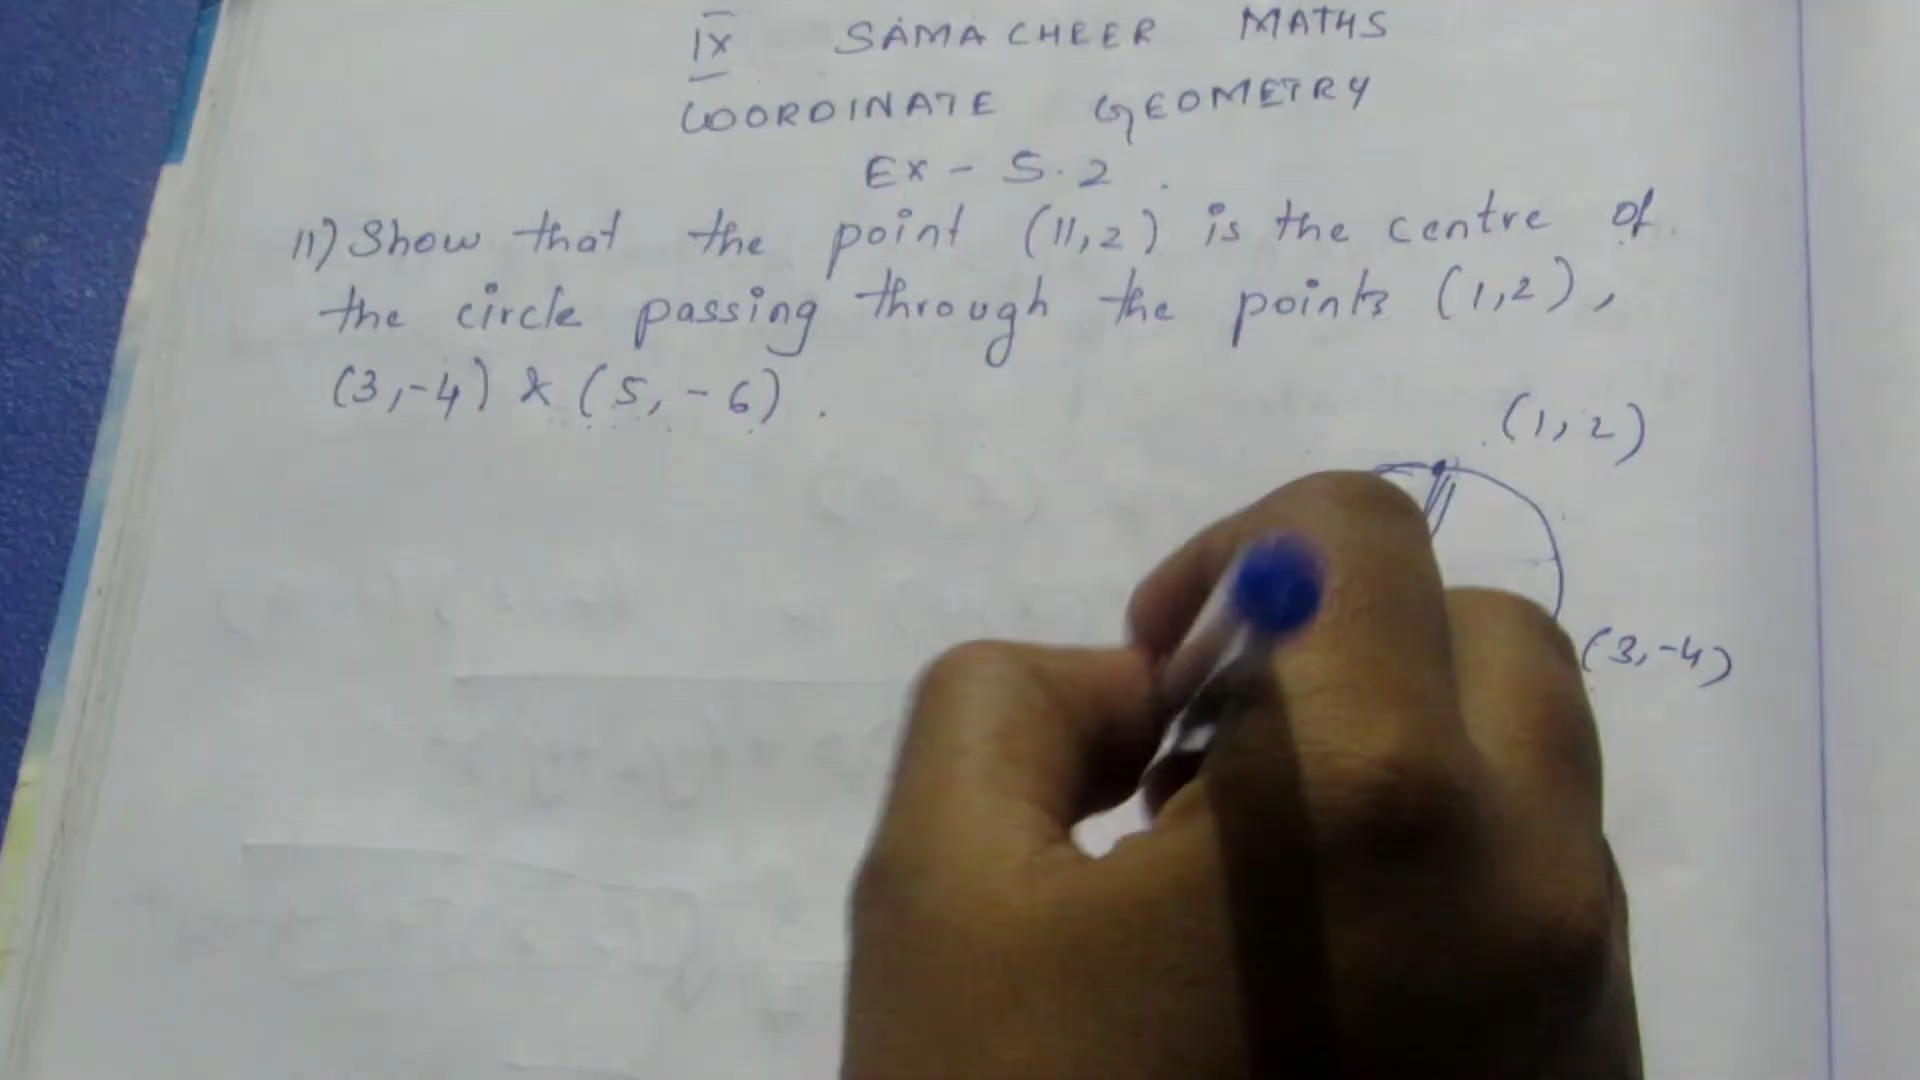 IX SAMACHEER MATHS
COORDINATE GEOMETRY
Ex - 5.2
11) Show that the point (11,2) is the centre of
the circle passing through the points (1,2),
(3,-4) & (5, -6).
(1, 2)
(3,-4)